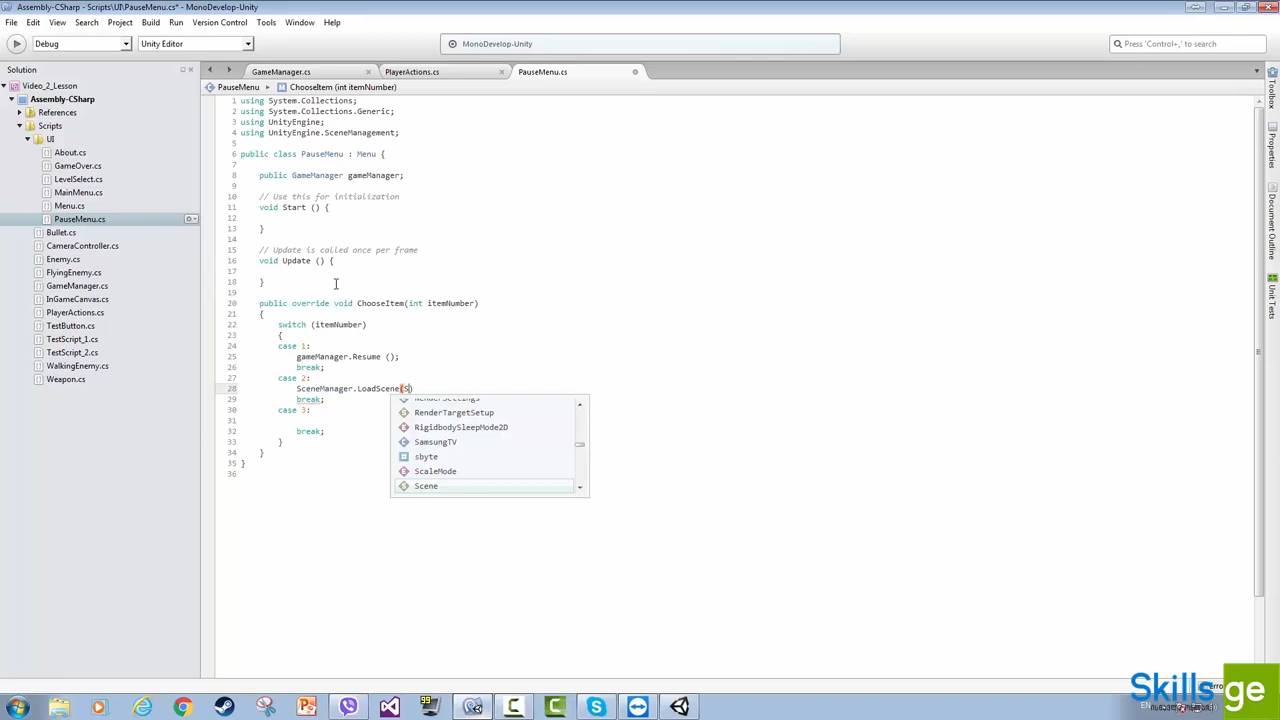 Assembly-CSharp - Scripts\UI\PauseMenu.cs* - MonoDevelop-Unity
File Edit View Search Project Build Run Version Control Tools Window Help
Debug Unity Editor MonoDevelop-Unity Press 'Control+,' to search
Solution
GameManager.cs PlayerActions.cs PauseMenu.cs
PauseMenu ChooseItem (int itemNumber)
Video_2_Lesson
Assembly-CSharp
References
Scripts
UI
About.cs
GameOver.cs
LevelSelect.cs
MainMenu.cs
Menu.cs
PauseMenu.cs
Bullet.cs
CameraController.cs
Enemy.cs
FlyingEnemy.cs
GameManager.cs
InGameCanvas.cs
PlayerActions.cs
TestButton.cs
TestScript_1.cs
TestScript_2.cs
WalkingEnemy.cs
Weapon.cs
1 using System.Collections;
2 using System.Collections.Generic;
3 using UnityEngine;
4 using UnityEngine.SceneManagement;
5
6 public class PauseMenu : Menu {
7
8 public GameManager gameManager;
9
10 // Use this for initialization
11 void Start () {
12
13 }
14
15 // Update is called once per frame
16 void Update () {
17
18 }
19
20 public override void ChooseItem(int itemNumber)
21 {
22 switch (itemNumber)
23 {
24 case 1:
25 gameManager.Resume ();
26 break;
27 case 2:
28 SceneManager.LoadScene(S)
29 break;
30 case 3:
31
32 break;
33 }
34 }
35 }
36
RenderSettings
RenderTargetSetup
RigidbodySleepMode2D
SamsungTV
sbyte
ScaleMode
Scene
Toolbox
Properties
Document Outline
Unit Tests
Skills ge